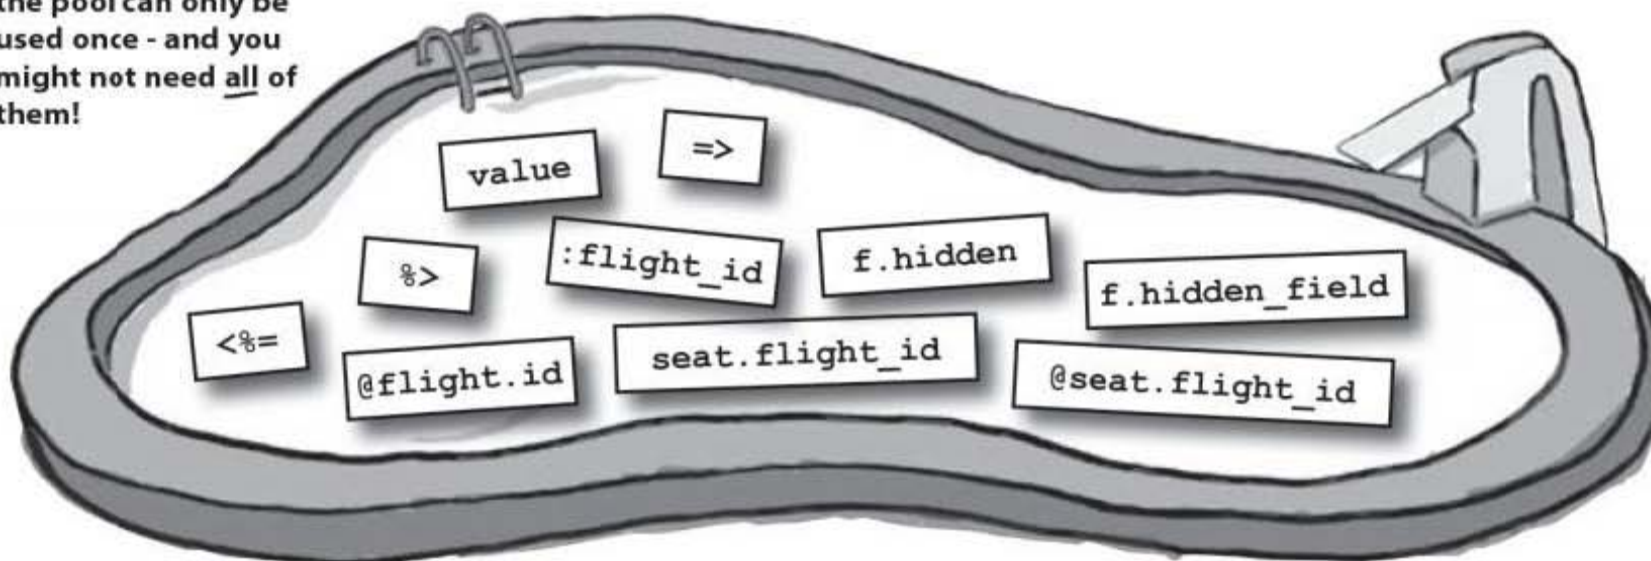 the pool can only be
used once - and you
might not need all of
them!
value
=>
%>
:flight_id
f.hidden
f.hidden_field
<%=
@flight.id
seat.flight_id
@seat.flight_id